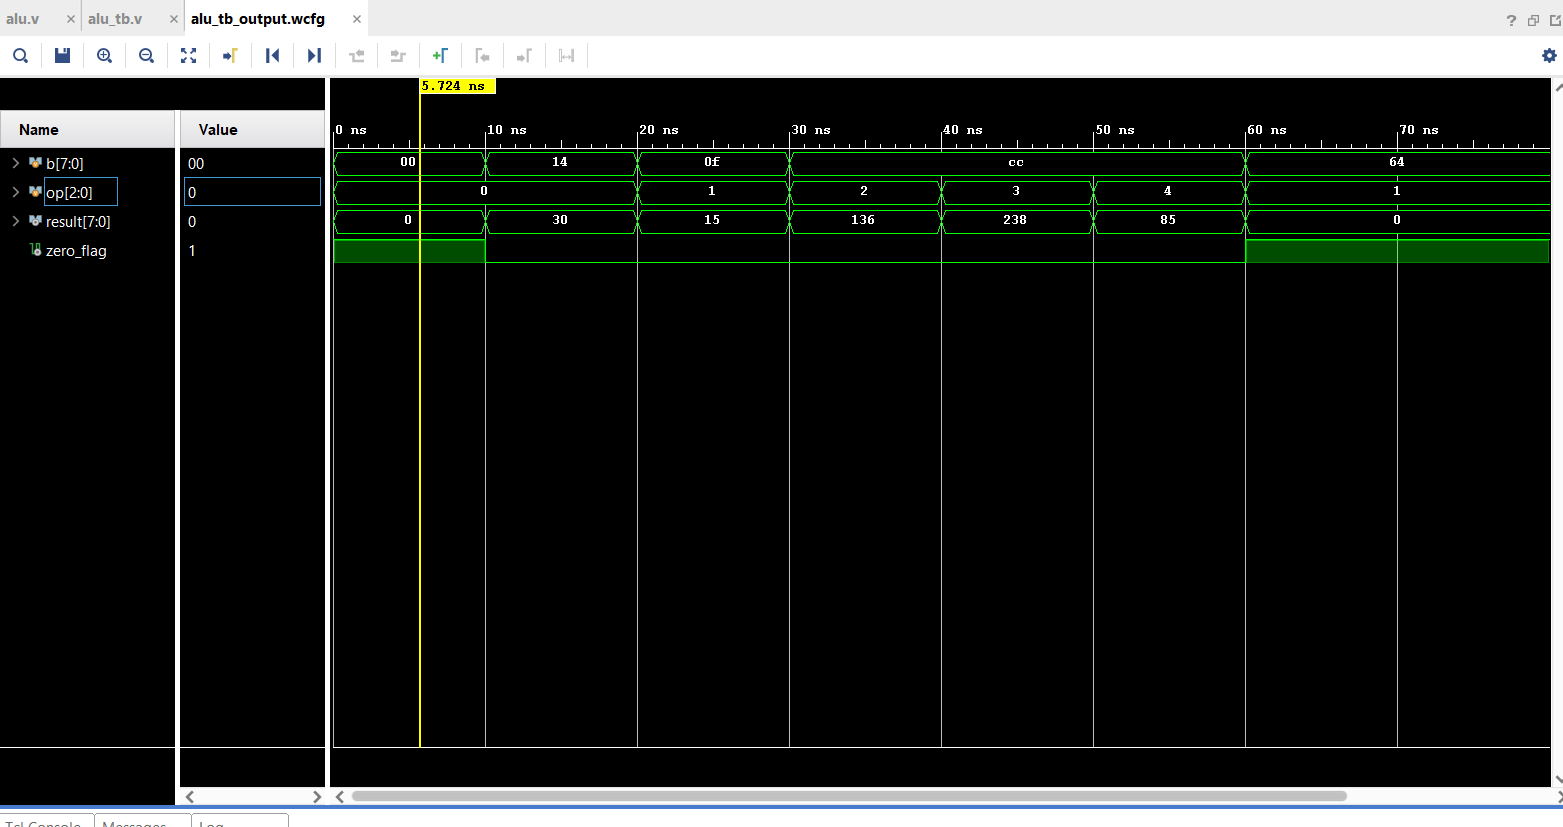 alu.v × alu_tb.v × alu_tb_output.wcfg ×
?
5.724 ns
Name Value
0 ns 10 ns 20 ns 30 ns 40 ns 50 ns 60 ns 70 ns
b[7:0] 00 00 14 0f cc 64
op[2:0] 0 0 1 2 3 4 1
result[7:0] 0 0 30 15 136 238 85 0
zero_flag 1
Tcl Console Messages Log